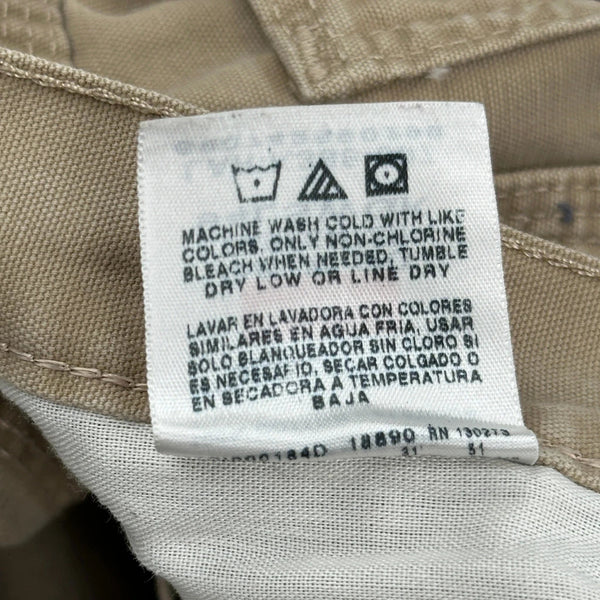 MACHINE WASH COLD WITH LIKE
COLORS. ONLY NON-CHLORINE
BLEACH WHEN NEEDED, TUMBLE
DRY LOW OR LINE DRY
LAVAR EN LAVADORA CON COLORES
SIMILARES EN AGUA FRIA, USAR
SOLO BLANQUEADOR SIN CLORO SI
ES NECESAFIO, SECAR COLGADO O
EN SECADORA A TEMPERATURA
BAJA
18890 RN